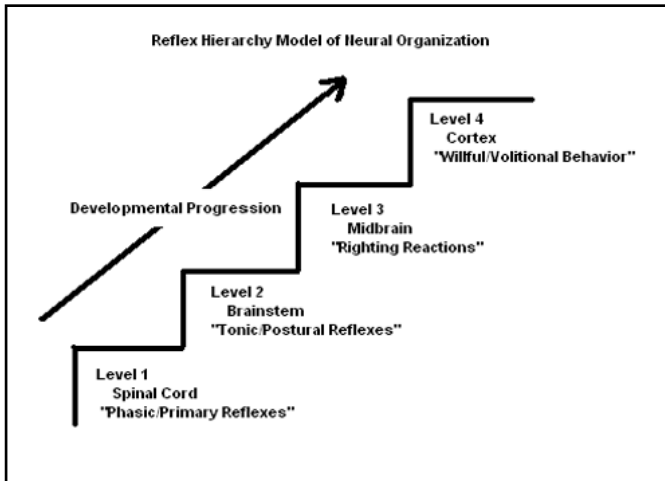 Reflex Hierarchy Model of Neural Organization
Level 4
Cortex
"Willful/Volitional Behavior"
Developmental Progression
Level 3
Midbrain
"Righting Reactions"
Level 2
Brainstem
"Tonic/Postural Reflexes"
Level 1
Spinal Cord
"Phasic/Primary Reflexes"